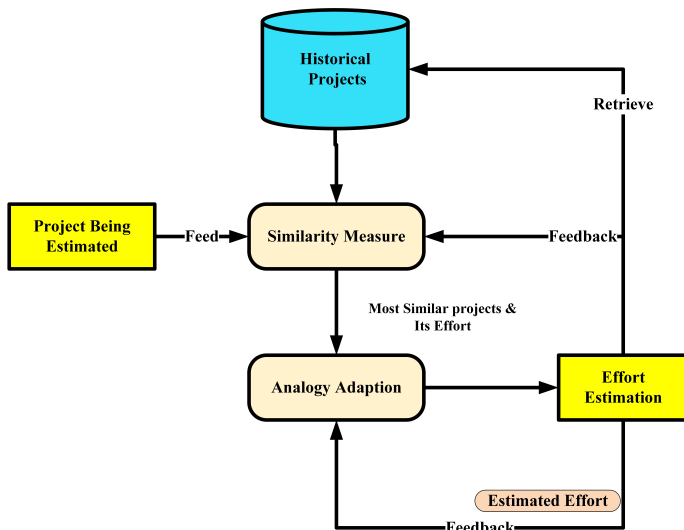 Historical
Projects
Retrieve
Project Being
Estimated
Feed
Similarity Measure
Feedback
Most Similar projects &
Its Effort
Analogy Adaption
Effort
Estimation
Estimated Effort
Feedback